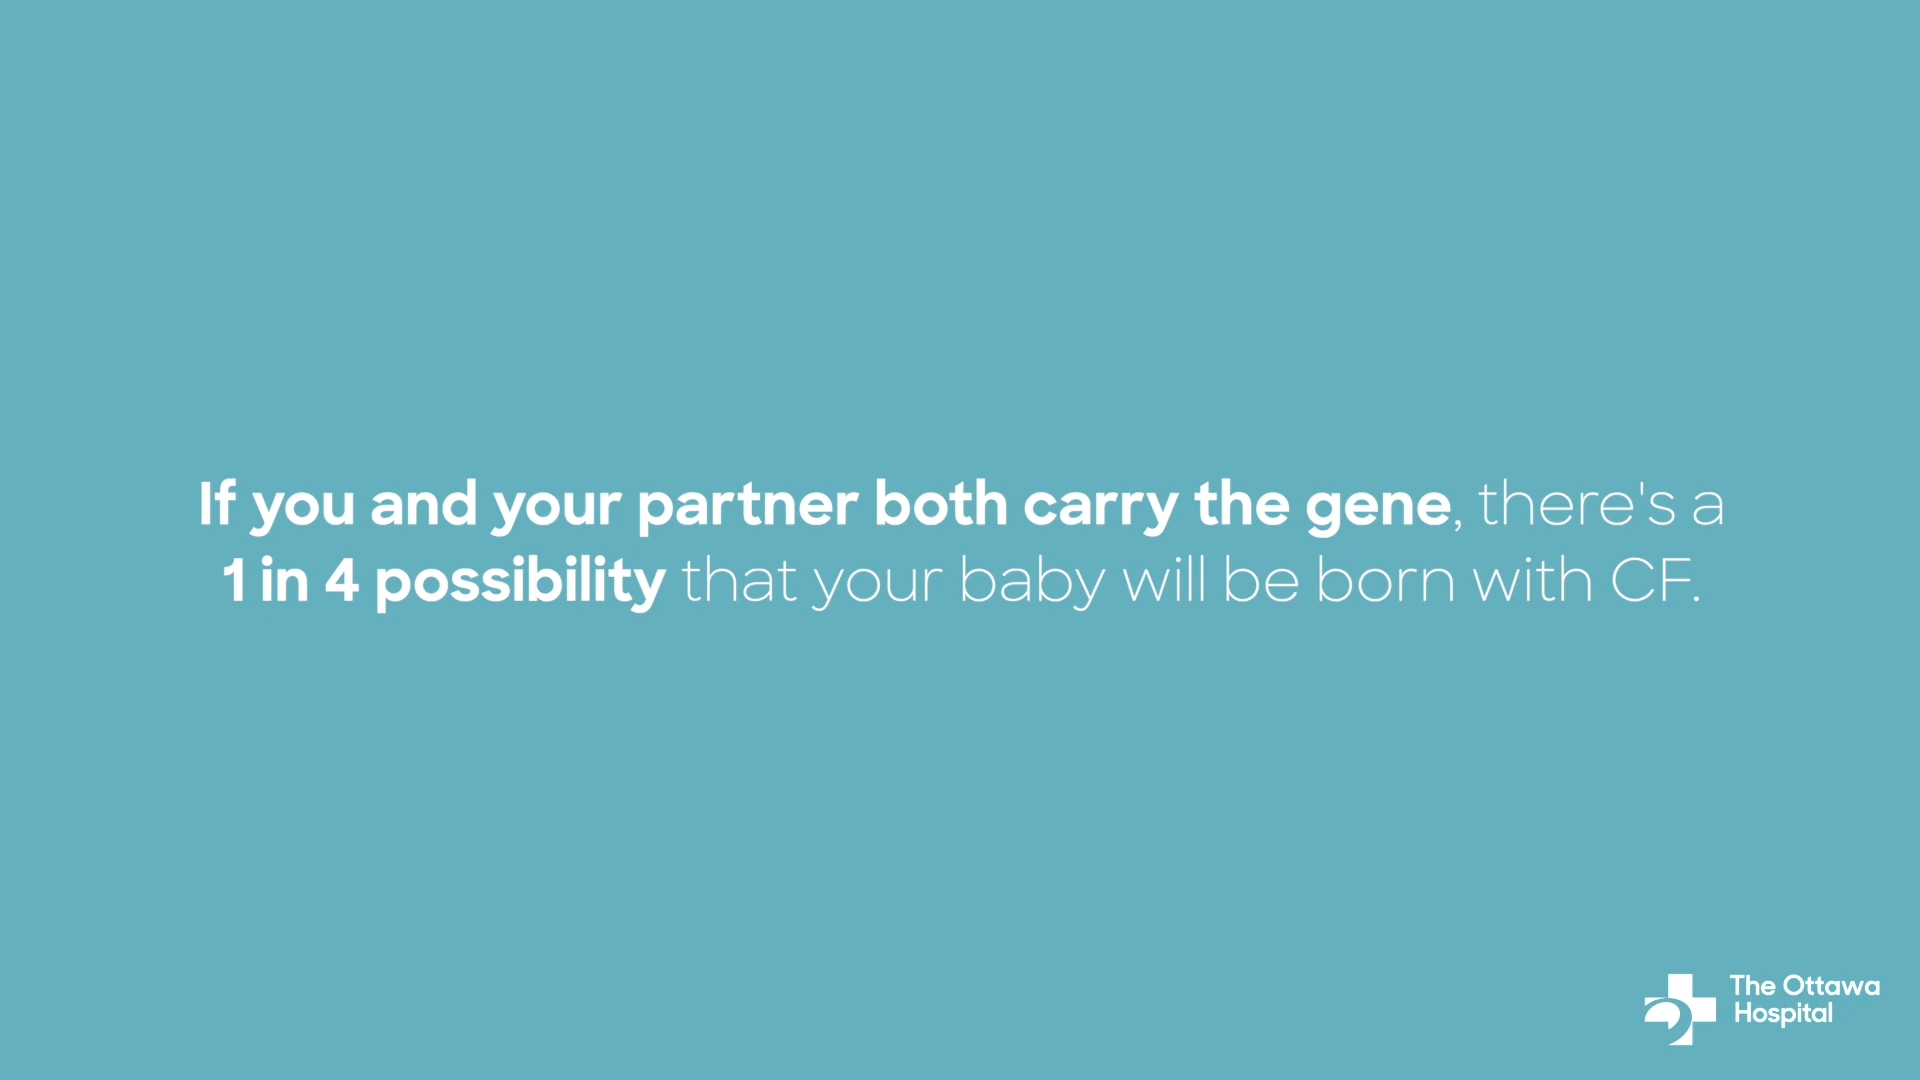 If you and your partner both carry the gene, there's a
1 in 4 possibility that your baby will be born with CF.
The Ottawa
Hospital